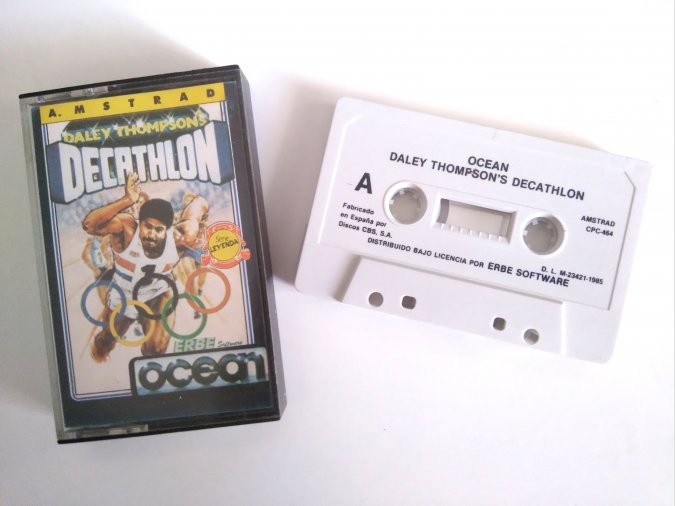 A.MSTRAD
DALEY THOMPSON'S
DECATHLON
Serie
LEYENDA
ERBE Software
ocean
OCEAN
DALEY THOMPSON'S DECATHLON
A
Fabricado
en España por
Discos CBS, S.A.
AMSTRAD
CPC-464
D. L. M-23421-1985
DISTRIBUIDO BAJO LICENCIA POR ERBE SOFTWARE